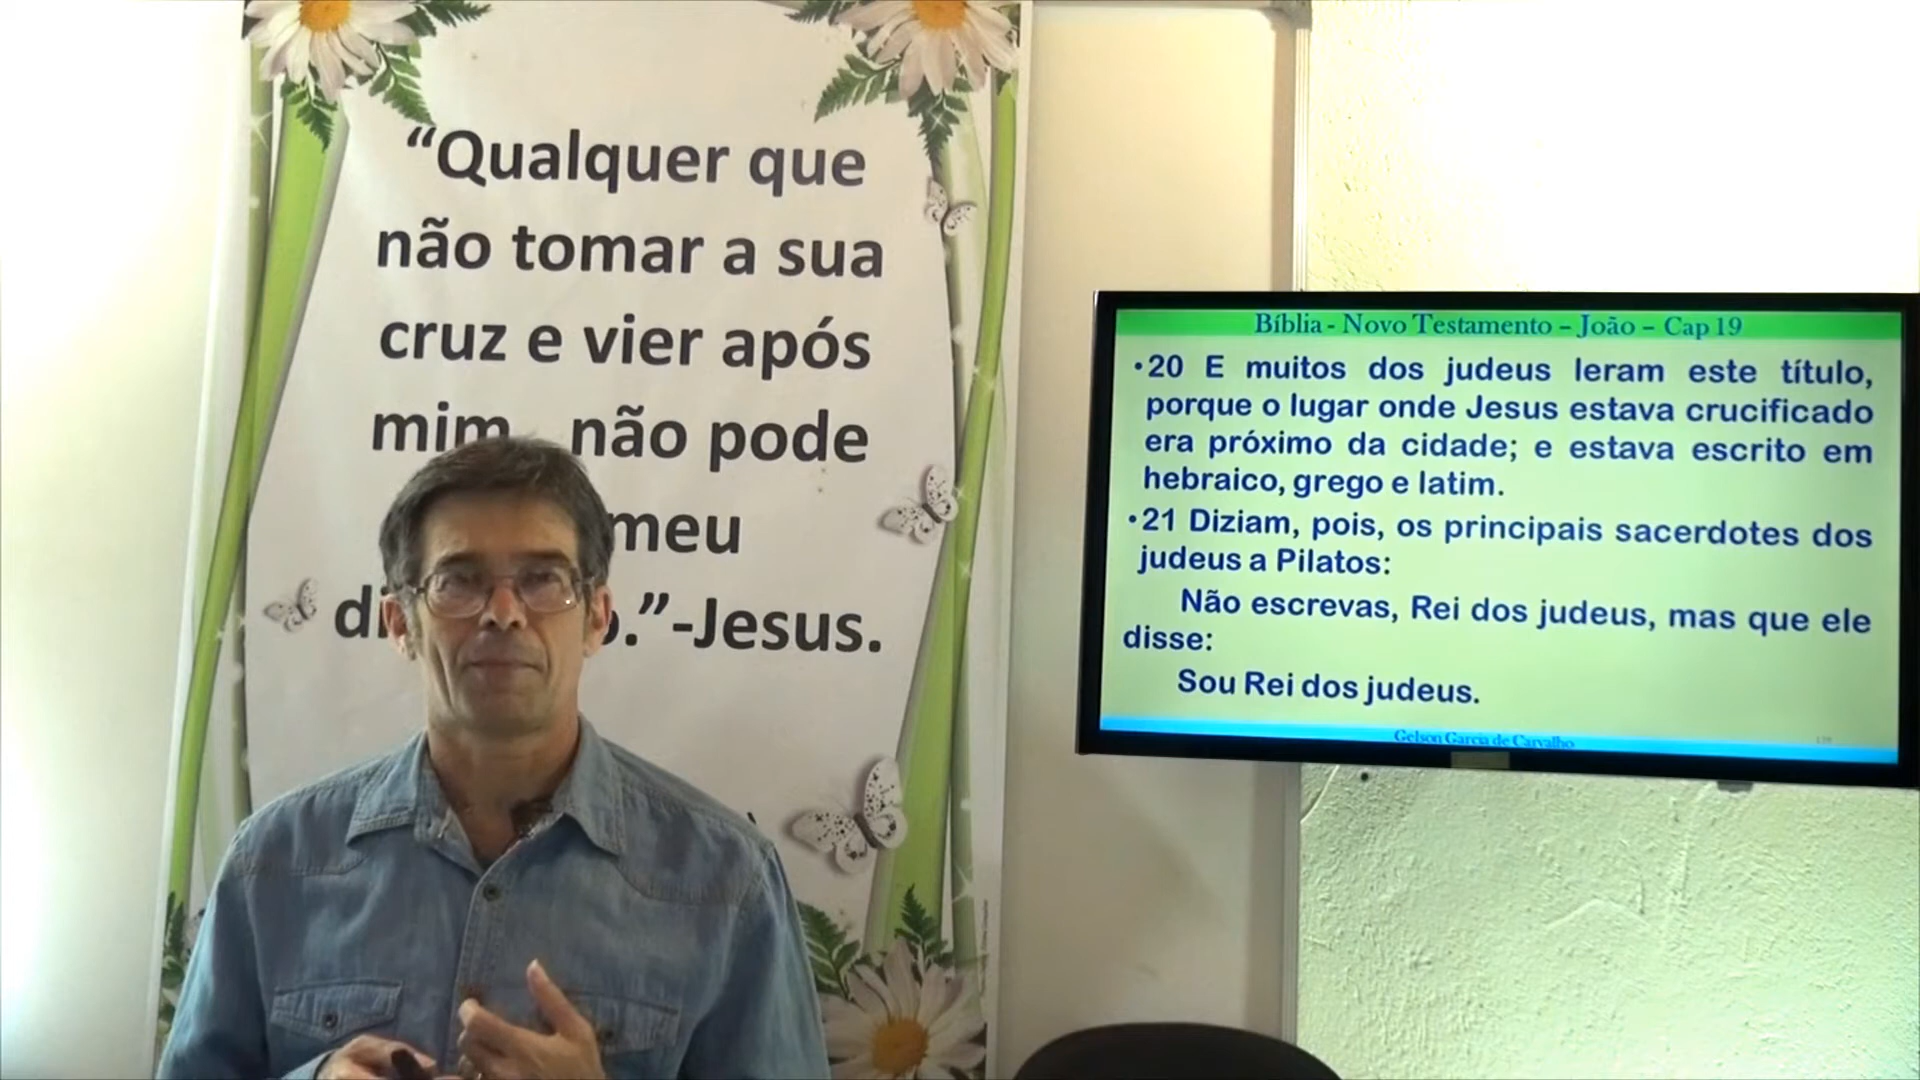 “Qualquer que
não tomar a sua
cruz e vier após
mim não pode
meu
.”-Jesus.
Bíblia - Novo Testamento – João – Cap 19
•20 E muitos dos judeus leram este título,
porque o lugar onde Jesus estava crucificado
era próximo da cidade; e estava escrito em
hebraico, grego e latim.
•21 Diziam, pois, os principais sacerdotes dos
judeus a Pilatos:
Não escrevas, Rei dos judeus, mas que ele
disse:
Sou Rei dos judeus.
Gelson Garcia de Carvalho